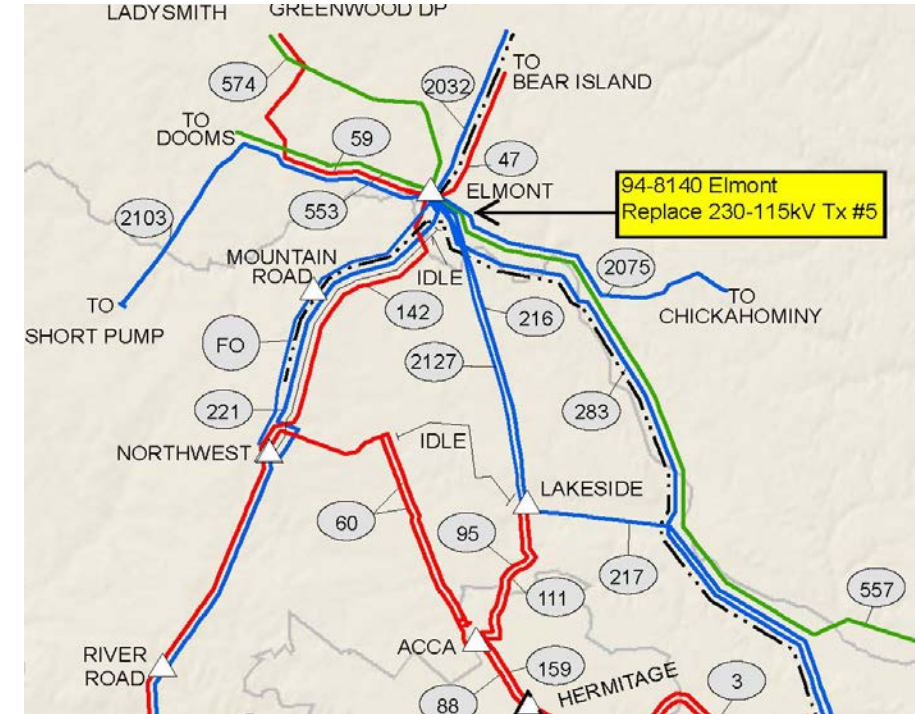 LADYSMITH
GREENWOOD DP
574
2032
TO
BEAR ISLAND
TO
DOOMS
59
47
ELMONT
94-8140 Elmont
Replace 230-115kV Tx #5
2103
553
MOUNTAIN
ROAD
IDLE
2075
TO
CHICKAHOMINY
TO
SHORT PUMP
142
216
FO
2127
221
283
NORTHWEST
IDLE
LAKESIDE
60
95
217
111
557
ACCA
RIVER
ROAD
159
HERMITAGE
3
88